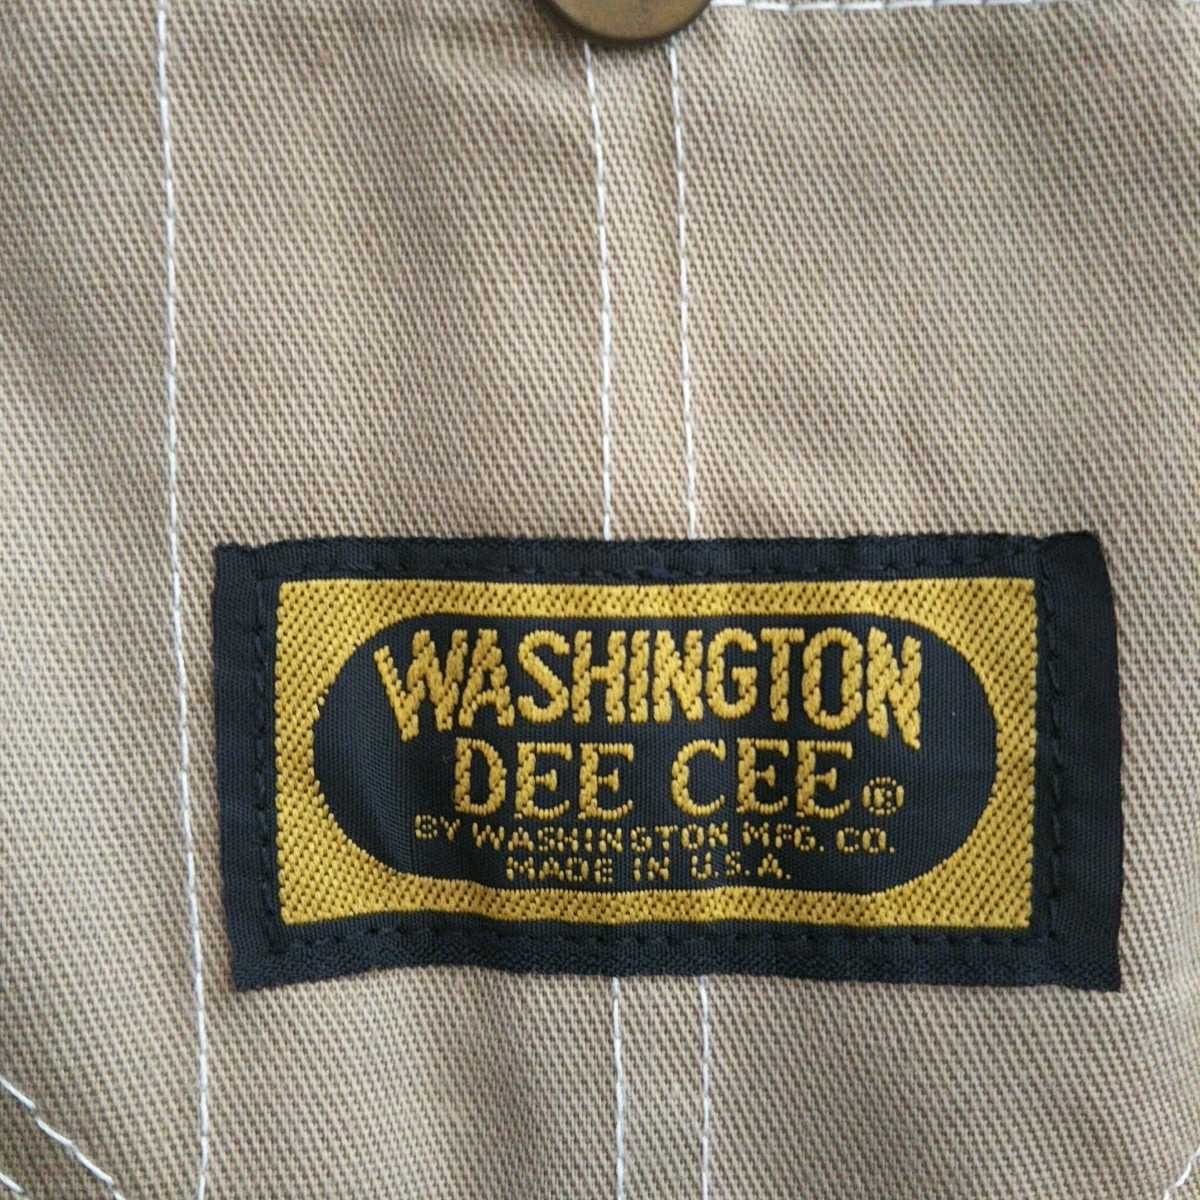 WASHINGTON
DEE CEE ®
BY WASHINGTON MFG. CO.
MADE IN U.S.A.